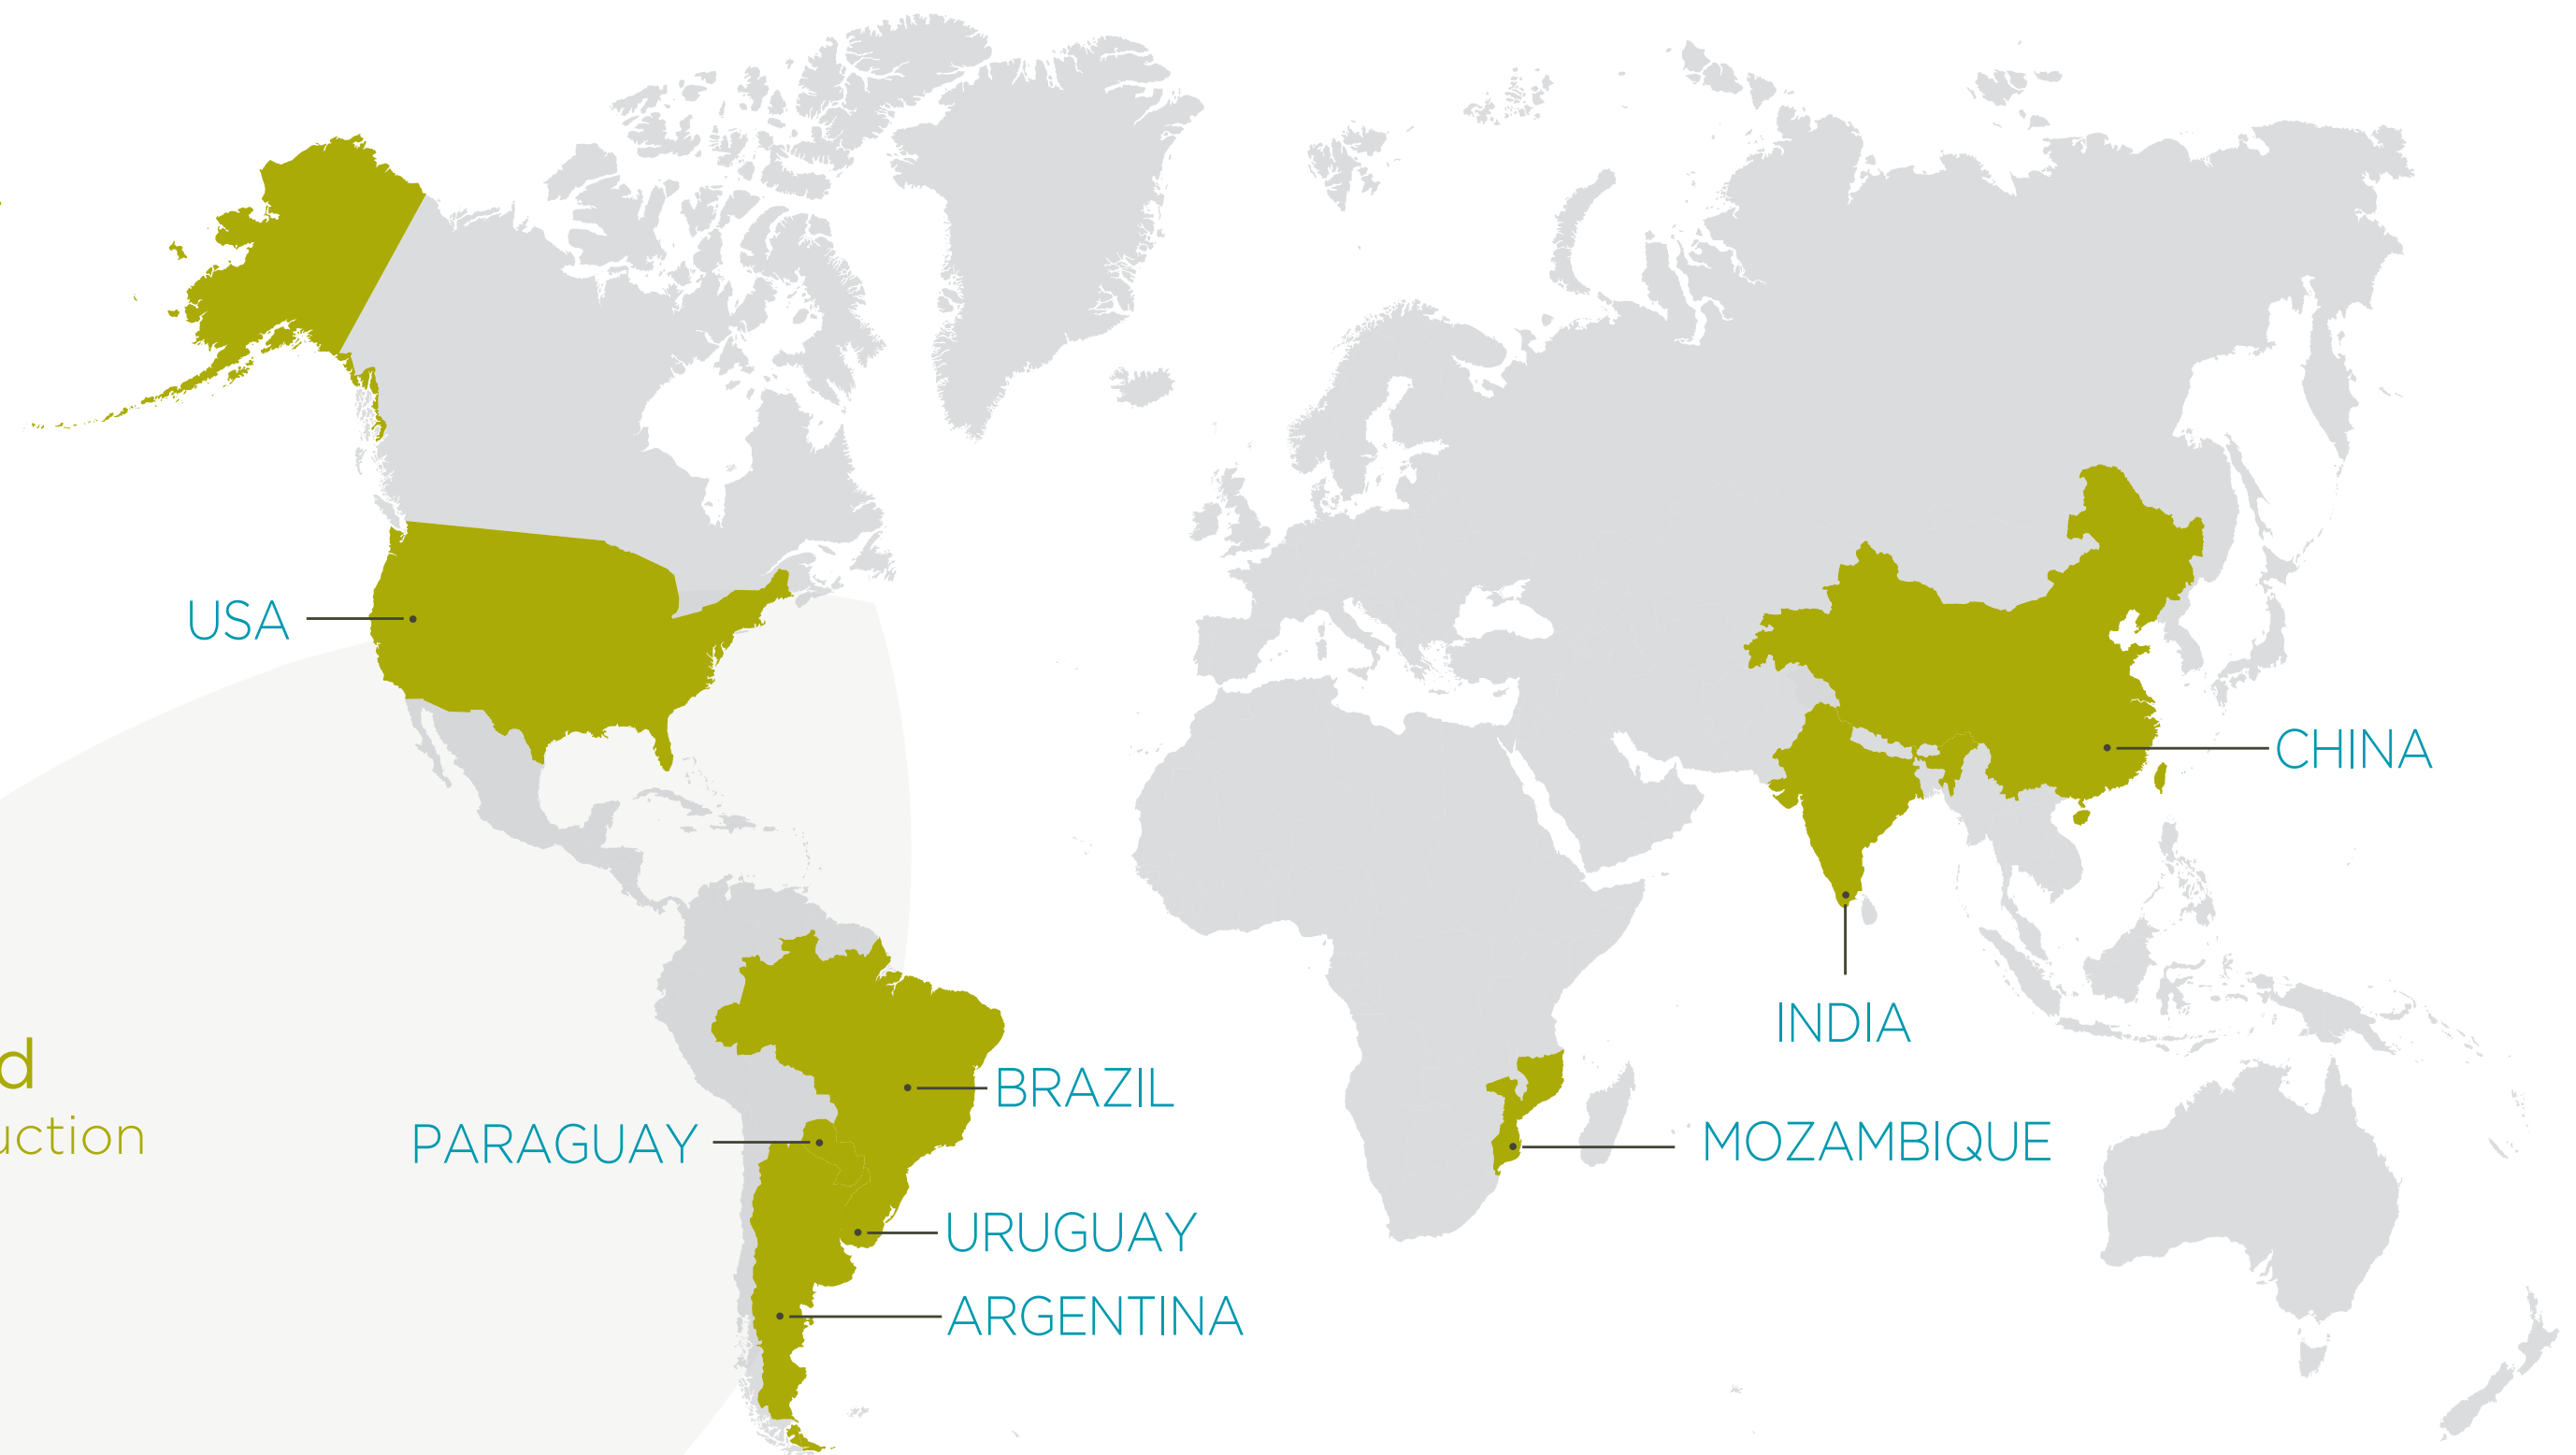 USA
CHINA
INDIA
BRAZIL
PARAGUAY
MOZAMBIQUE
URUGUAY
ARGENTINA
d
uction